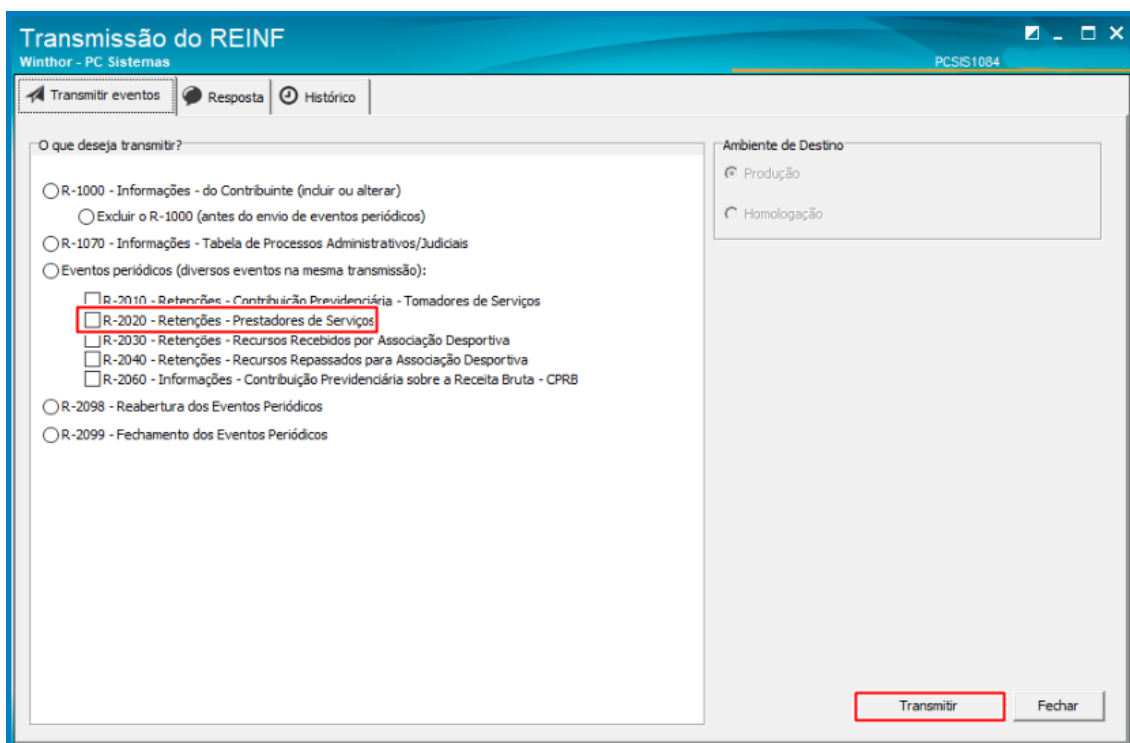 Transmissão do REINF
Winthor - PC Sistemas
PCSIS1084
Transmitir eventos
Resposta
Histórico
O que deseja transmitir?
R-1000 - Informações - do Contribuinte (incluir ou alterar)
Excluir o R-1000 (antes do envio de eventos periódicos)
R-1070 - Informações - Tabela de Processos Administrativos/Judiciais
Eventos periódicos (diversos eventos na mesma transmissão):
R-2010 - Retenções - Contribuição Previdenciária - Tomadores de Serviços
R-2020 - Retenções - Prestadores de Serviços
R-2030 - Retenções - Recursos Recebidos por Associação Desportiva
R-2040 - Retenções - Recursos Repassados para Associação Desportiva
R-2060 - Informações - Contribuição Previdenciária sobre a Receita Bruta - CPRB
R-2098 - Reabertura dos Eventos Periódicos
R-2099 - Fechamento dos Eventos Periódicos
Ambiente de Destino
Produção
Homologação
Transmitir
Fechar